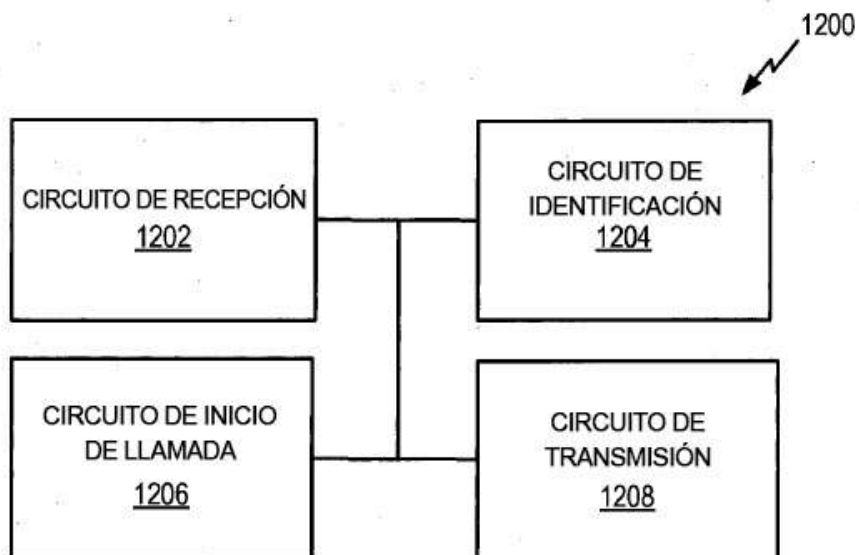 1200
CIRCUITO DE RECEPCIÓN
1202
CIRCUITO DE
IDENTIFICACIÓN
1204
CIRCUITO DE INICIO
DE LLAMADA
1206
CIRCUITO DE
TRANSMISIÓN
1208